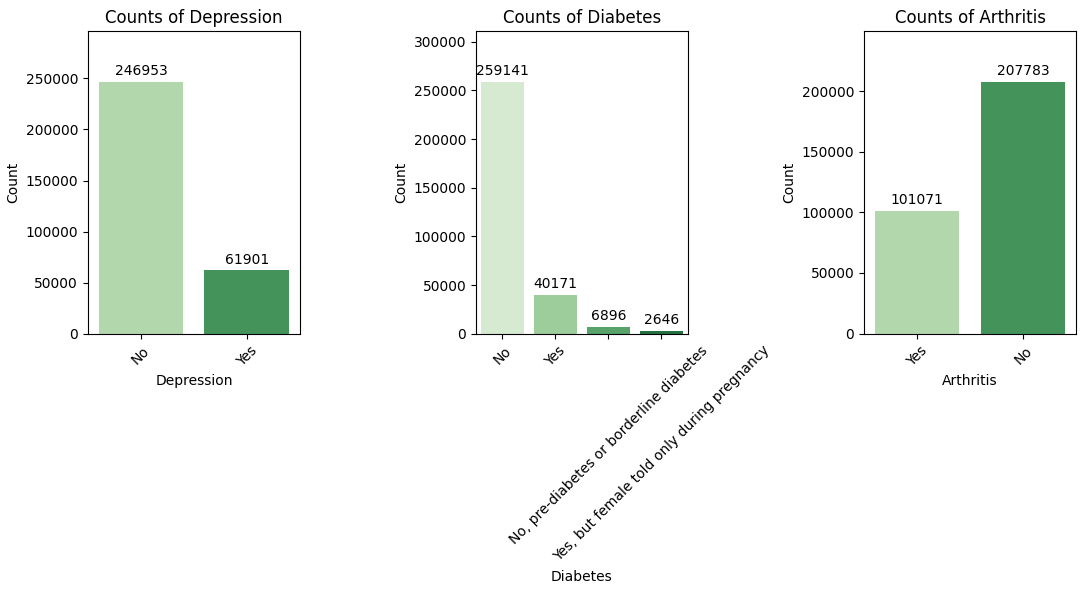 Counts of Depression
Count
250000
200000
150000
100000
50000
0
246953
61901
No
Yes
Depression
Counts of Diabetes
Count
300000
250000
200000
150000
100000
50000
0
259141
40171
6896
2646
No
Yes
No, pre-diabetes or borderline diabetes
Yes, but female told only during pregnancy
Diabetes
Counts of Arthritis
Count
200000
150000
100000
50000
0
101071
207783
Yes
No
Arthritis